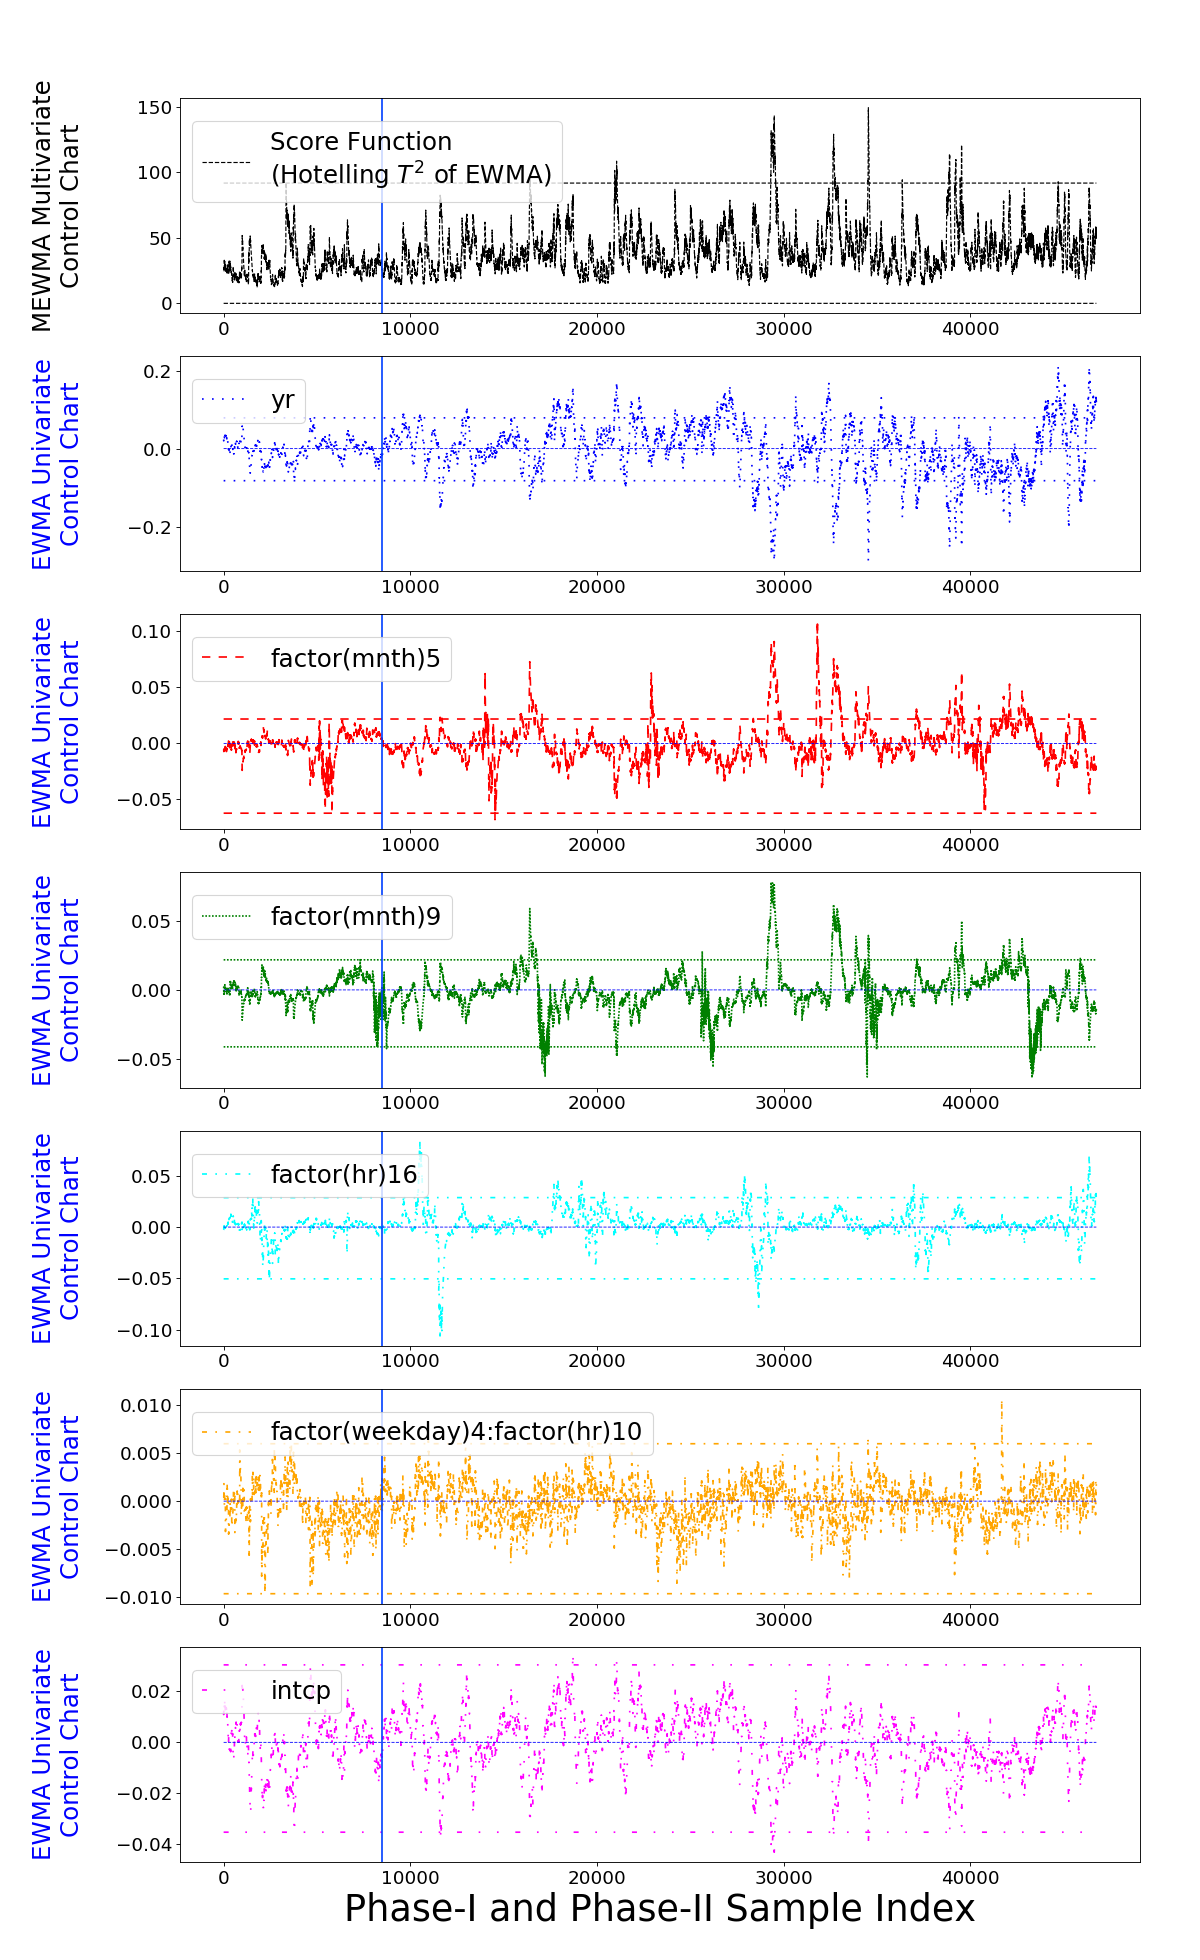 MEWMA Multivariate
Control Chart
150
100
50
0
Score Function
(Hotelling T² of EWMA)
0 10000 20000 30000 40000
EWMA Univariate
Control Chart
0.2
0.0
−0.2
yr
0 10000 20000 30000 40000
EWMA Univariate
Control Chart
0.10
0.05
0.00
−0.05
factor(mnth)5
0 10000 20000 30000 40000
EWMA Univariate
Control Chart
0.05
0.00
−0.05
factor(mnth)9
0 10000 20000 30000 40000
EWMA Univariate
Control Chart
0.05
0.00
−0.05
−0.10
factor(hr)16
0 10000 20000 30000 40000
EWMA Univariate
Control Chart
0.010
0.005
0.000
−0.005
−0.010
factor(weekday)4:factor(hr)10
0 10000 20000 30000 40000
EWMA Univariate
Control Chart
0.02
0.00
−0.02
−0.04
intcp
0 10000 20000 30000 40000
Phase-I and Phase-II Sample Index